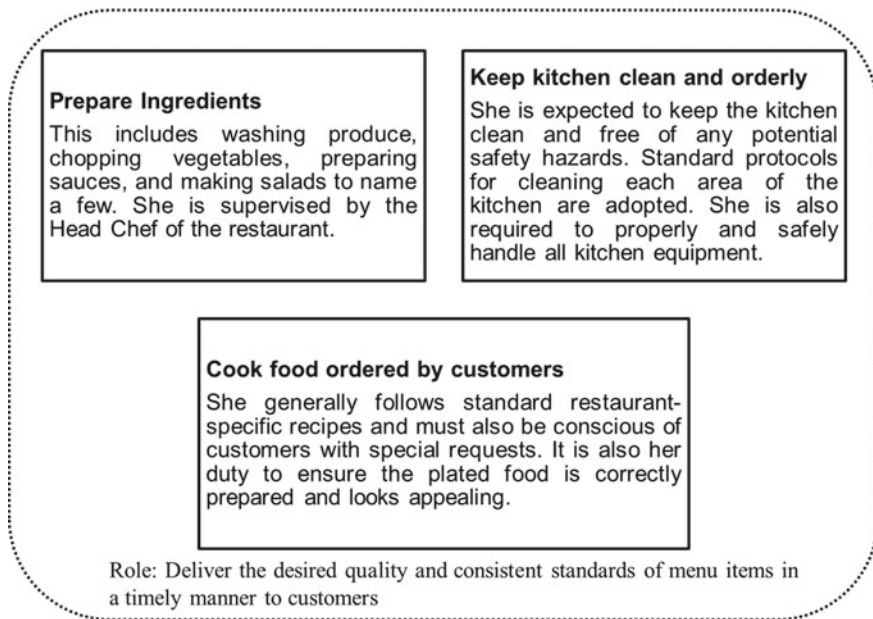 Prepare Ingredients
This includes washing produce,
chopping vegetables, preparing
sauces, and making salads to name
a few. She is supervised by the
Head Chef of the restaurant.
Keep kitchen clean and orderly
She is expected to keep the kitchen
clean and free of any potential
safety hazards. Standard protocols
for cleaning each area of the
kitchen are adopted. She is also
required to properly and safely
handle all kitchen equipment.
Cook food ordered by customers
She generally follows standard restaurant-
specific recipes and must also be conscious of
customers with special requests. It is also her
duty to ensure the plated food is correctly
prepared and looks appealing.
Role: Deliver the desired quality and consistent standards of menu items in
a timely manner to customers